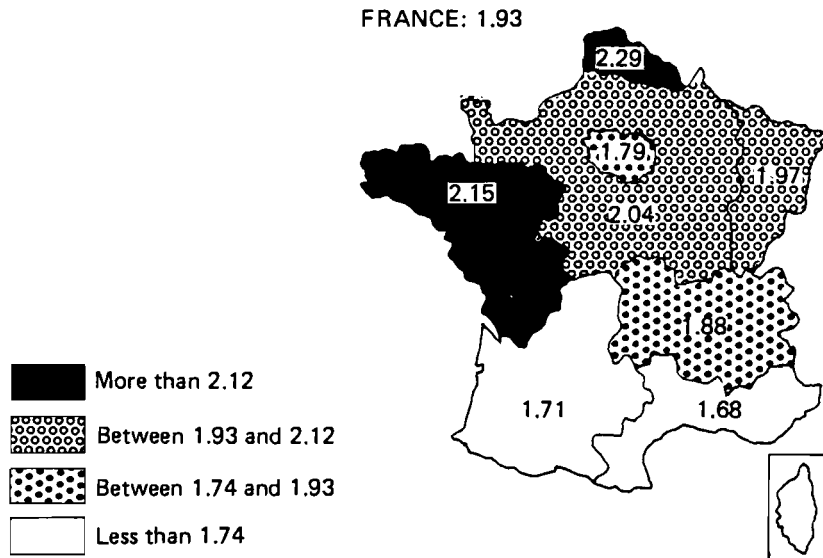 FRANCE: 1.93
2.29
1.79
1.97
2.15
2.04
1.88
1.71
1.68
More than 2.12
Between 1.93 and 2.12
Between 1.74 and 1.93
Less than 1.74